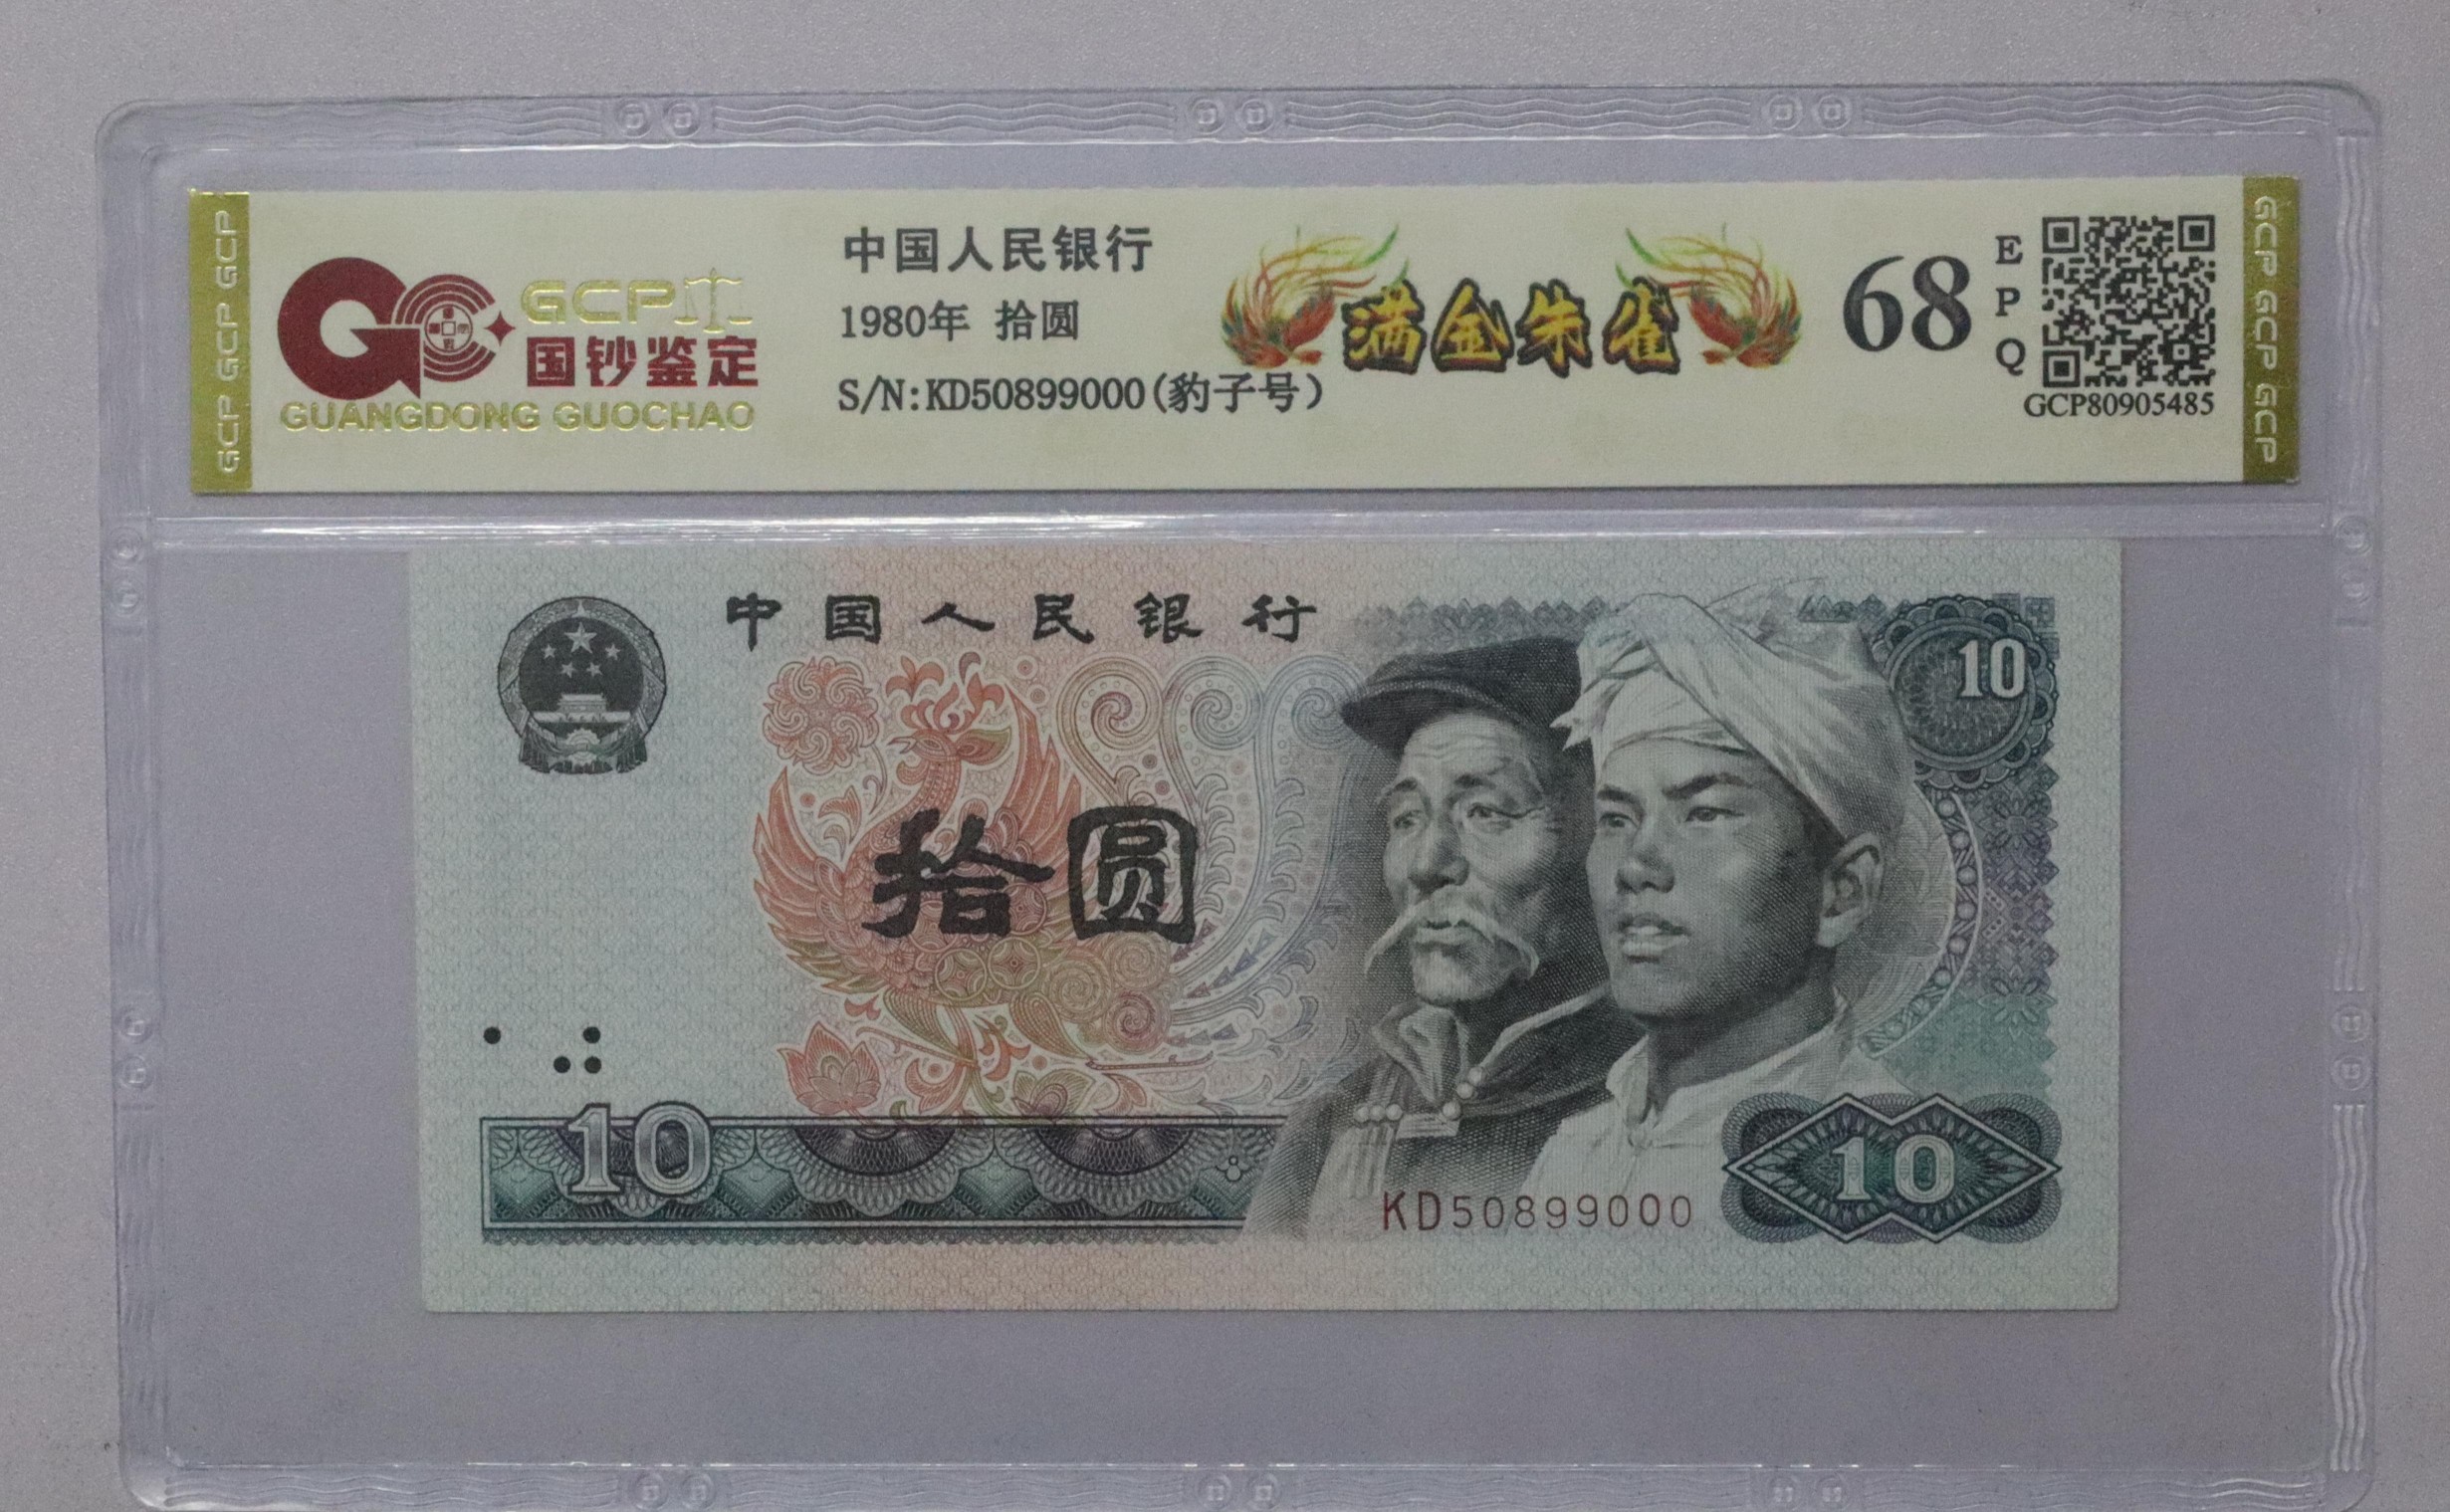 GCP GCP GCP
GCP
国钞鉴定
GUANGDONG GUOCHAO
中国人民银行
1980年 拾圆
S/N:KD50899000(豹子号)
满金朱雀
68
E
P
Q
GCP80905485
GCP GCP GCP
中国人民银行
10
拾圆
10
KD50899000
10